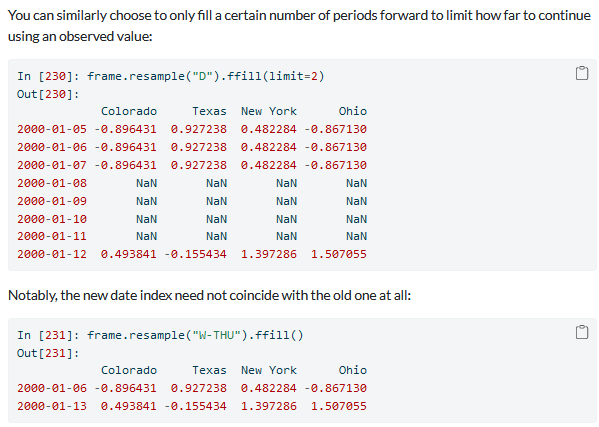 You can similarly choose to only fill a certain number of periods forward to limit how far to continue
using an observed value:
In [230]: frame.resample("D").ffill(limit=2)
Out[230]:
            Colorado     Texas  New York      Ohio
2000-01-05 -0.896431  0.927238  0.482284 -0.867130
2000-01-06 -0.896431  0.927238  0.482284 -0.867130
2000-01-07 -0.896431  0.927238  0.482284 -0.867130
2000-01-08       NaN       NaN       NaN       NaN
2000-01-09       NaN       NaN       NaN       NaN
2000-01-10       NaN       NaN       NaN       NaN
2000-01-11       NaN       NaN       NaN       NaN
2000-01-12  0.493841 -0.155434  1.397286  1.507055
Notably, the new date index need not coincide with the old one at all:
In [231]: frame.resample("W-THU").ffill()
Out[231]:
            Colorado     Texas  New York      Ohio
2000-01-06 -0.896431  0.927238  0.482284 -0.867130
2000-01-13  0.493841 -0.155434  1.397286  1.507055